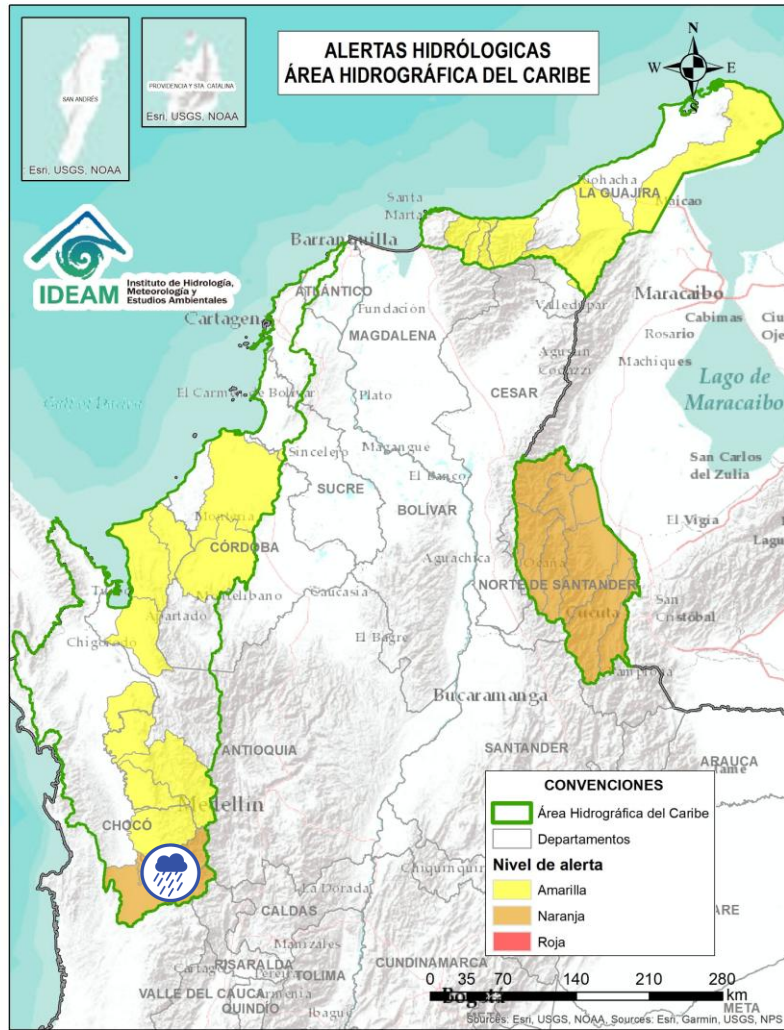 ALERTAS HIDRÓLOGICAS
ÁREA HIDROGRÁFICA DEL CARIBE
SAN ANDRÉS
Esri, USGS, NOAA
PROVIDENCIA Y STA. CATALINA
Esri, USGS, NOAA
N
W
E
S
IDEAM
Instituto de Hidrología,
Meteorología y
Estudios Ambientales
Santa
Marta
LA GUAJIRA
Maicao
Barranquilla
ATLÁNTICO
Fundación
Valledupar
Maracaibo
Cabimas
Cartagena
MAGDALENA
Rosario
Agustín
Codazzi
Machiques
CESAR
Lago de
Maracaibo
El Carmen de Bolívar
Plato
Sincelejo
Magangue
San Carlos
del Zulia
SUCRE
El Banco
BOLÍVAR
Montería
CÓRDOBA
El Vigía
Aguachica
Ocaña
NORTE DE SANTANDER
Montelíbano
Caucasia
Apartado
Cucuta
San
Cristóbal
El Bagre
Pamplona
Bucaramanga
ANTIOQUIA
SANTANDER
ARAUCA
Medellín
CHOCÓ
La Dorada
CALDAS
Manizales
RISARALDA
TOLIMA
CUNDINAMARCA
VALLE DEL CAUCA
QUINDÍO
Ibagué
Bogotá
META
META
CONVENCIONES
Área Hidrográfica del Caribe
Departamentos
Nivel de alerta
Amarilla
Naranja
Roja
0 35 70 140 210 280
km
Sources: Esri, USGS, NOAA, Sources: Esri, Garmin, USGS, NPS